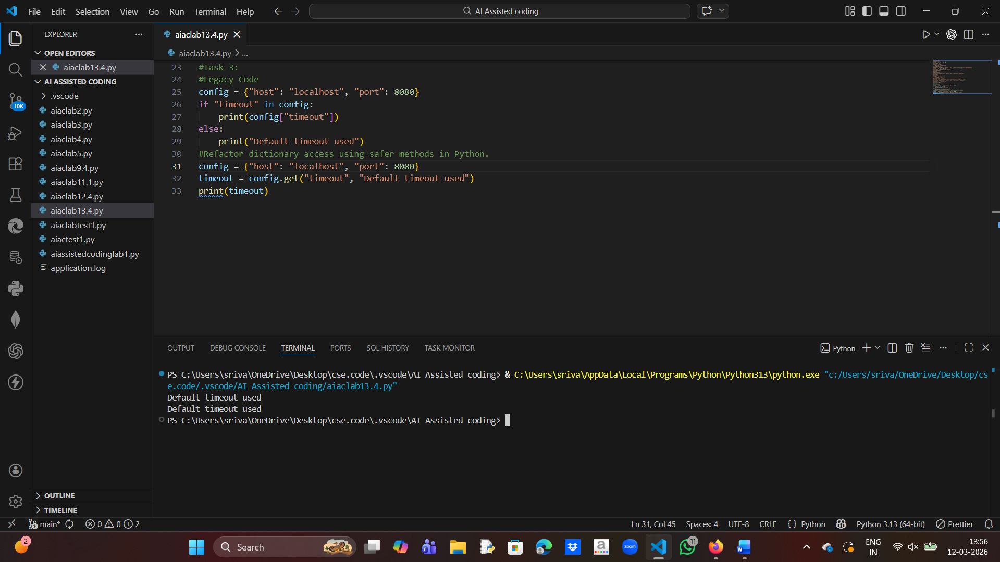 File Edit Selection View Go Run Terminal Help
AI Assisted coding
EXPLORER
OPEN EDITORS
aiaclab13.4.py
AI ASSISTED CODING
.vscode
aiaclab2.py
aiaclab3.py
aiaclab4.py
aiaclab5.py
aiaclab9.4.py
aiaclab11.1.py
aiaclab12.4.py
aiaclab13.4.py
aiaclabtest1.py
aiactest1.py
aiassistedcodinglab1.py
application.log
OUTLINE
TIMELINE
10K
aiaclab13.4.py
aiaclab13.4.py > ...
23 #Task-3:
24 #Legacy Code
25 config = {"host": "localhost", "port": 8080}
26 if "timeout" in config:
27 print(config["timeout"])
28 else:
29 print("Default timeout used")
30 #Refactor dictionary access using safer methods in Python.
31 config = {"host": "localhost", "port": 8080}
32 timeout = config.get("timeout", "Default timeout used")
33 print(timeout)
OUTPUT DEBUG CONSOLE TERMINAL PORTS SQL HISTORY TASK MONITOR
Python
PS C:\Users\sriva\OneDrive\Desktop\cse.code\.vscode\AI Assisted coding> & C:\Users\sriva\AppData\Local\Programs\Python\Python313\python.exe "c:/Users/sriva/OneDrive/Desktop/cs
e.code/.vscode/AI Assisted coding/aiaclab13.4.py"
Default timeout used
Default timeout used
PS C:\Users\sriva\OneDrive\Desktop\cse.code\.vscode\AI Assisted coding>
main* 0 0 2
Ln 31, Col 45 Spaces: 4 UTF-8 CRLF {} Python Python 3.13 (64-bit) Prettier
2
Search
a
zoom
11
W
ENG
IN
13:56
12-03-2026